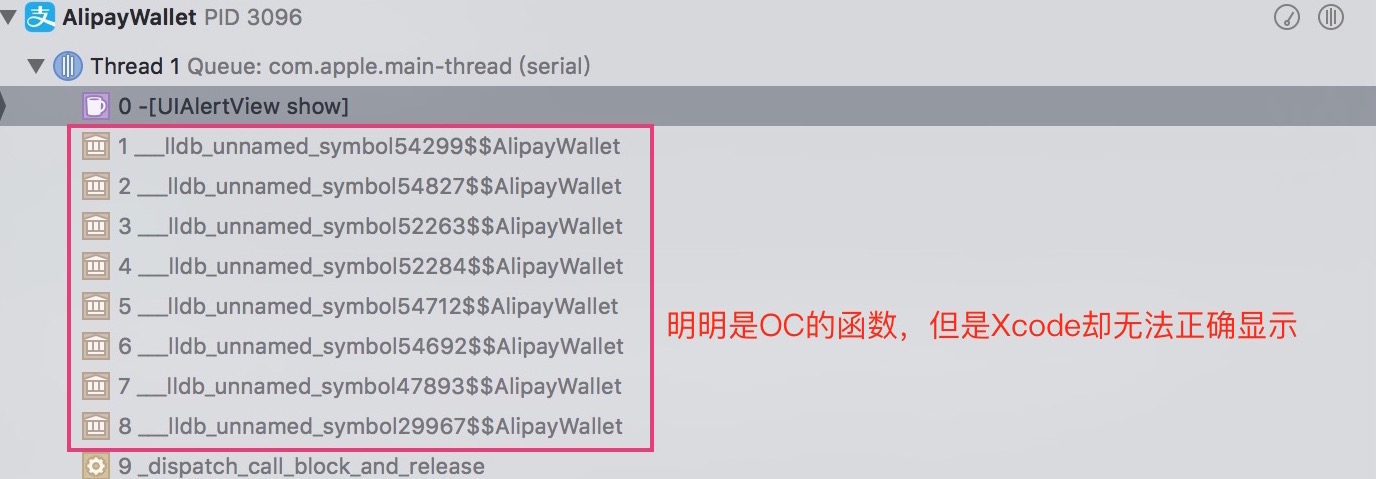 AlipayWallet PID 3096
Thread 1 Queue: com.apple.main-thread (serial)
0 -[UIAlertView show]
1 ___lldb_unnamed_symbol54299$$AlipayWallet
2 ___lldb_unnamed_symbol54827$$AlipayWallet
3 ___lldb_unnamed_symbol52263$$AlipayWallet
4 ___lldb_unnamed_symbol52284$$AlipayWallet
5 ___lldb_unnamed_symbol54712$$AlipayWallet
明明是OC的函数，但是Xcode却无法正确显示
6 ___lldb_unnamed_symbol54692$$AlipayWallet
7 ___lldb_unnamed_symbol47893$$AlipayWallet
8 ___lldb_unnamed_symbol29967$$AlipayWallet
9 _dispatch_call_block_and_release